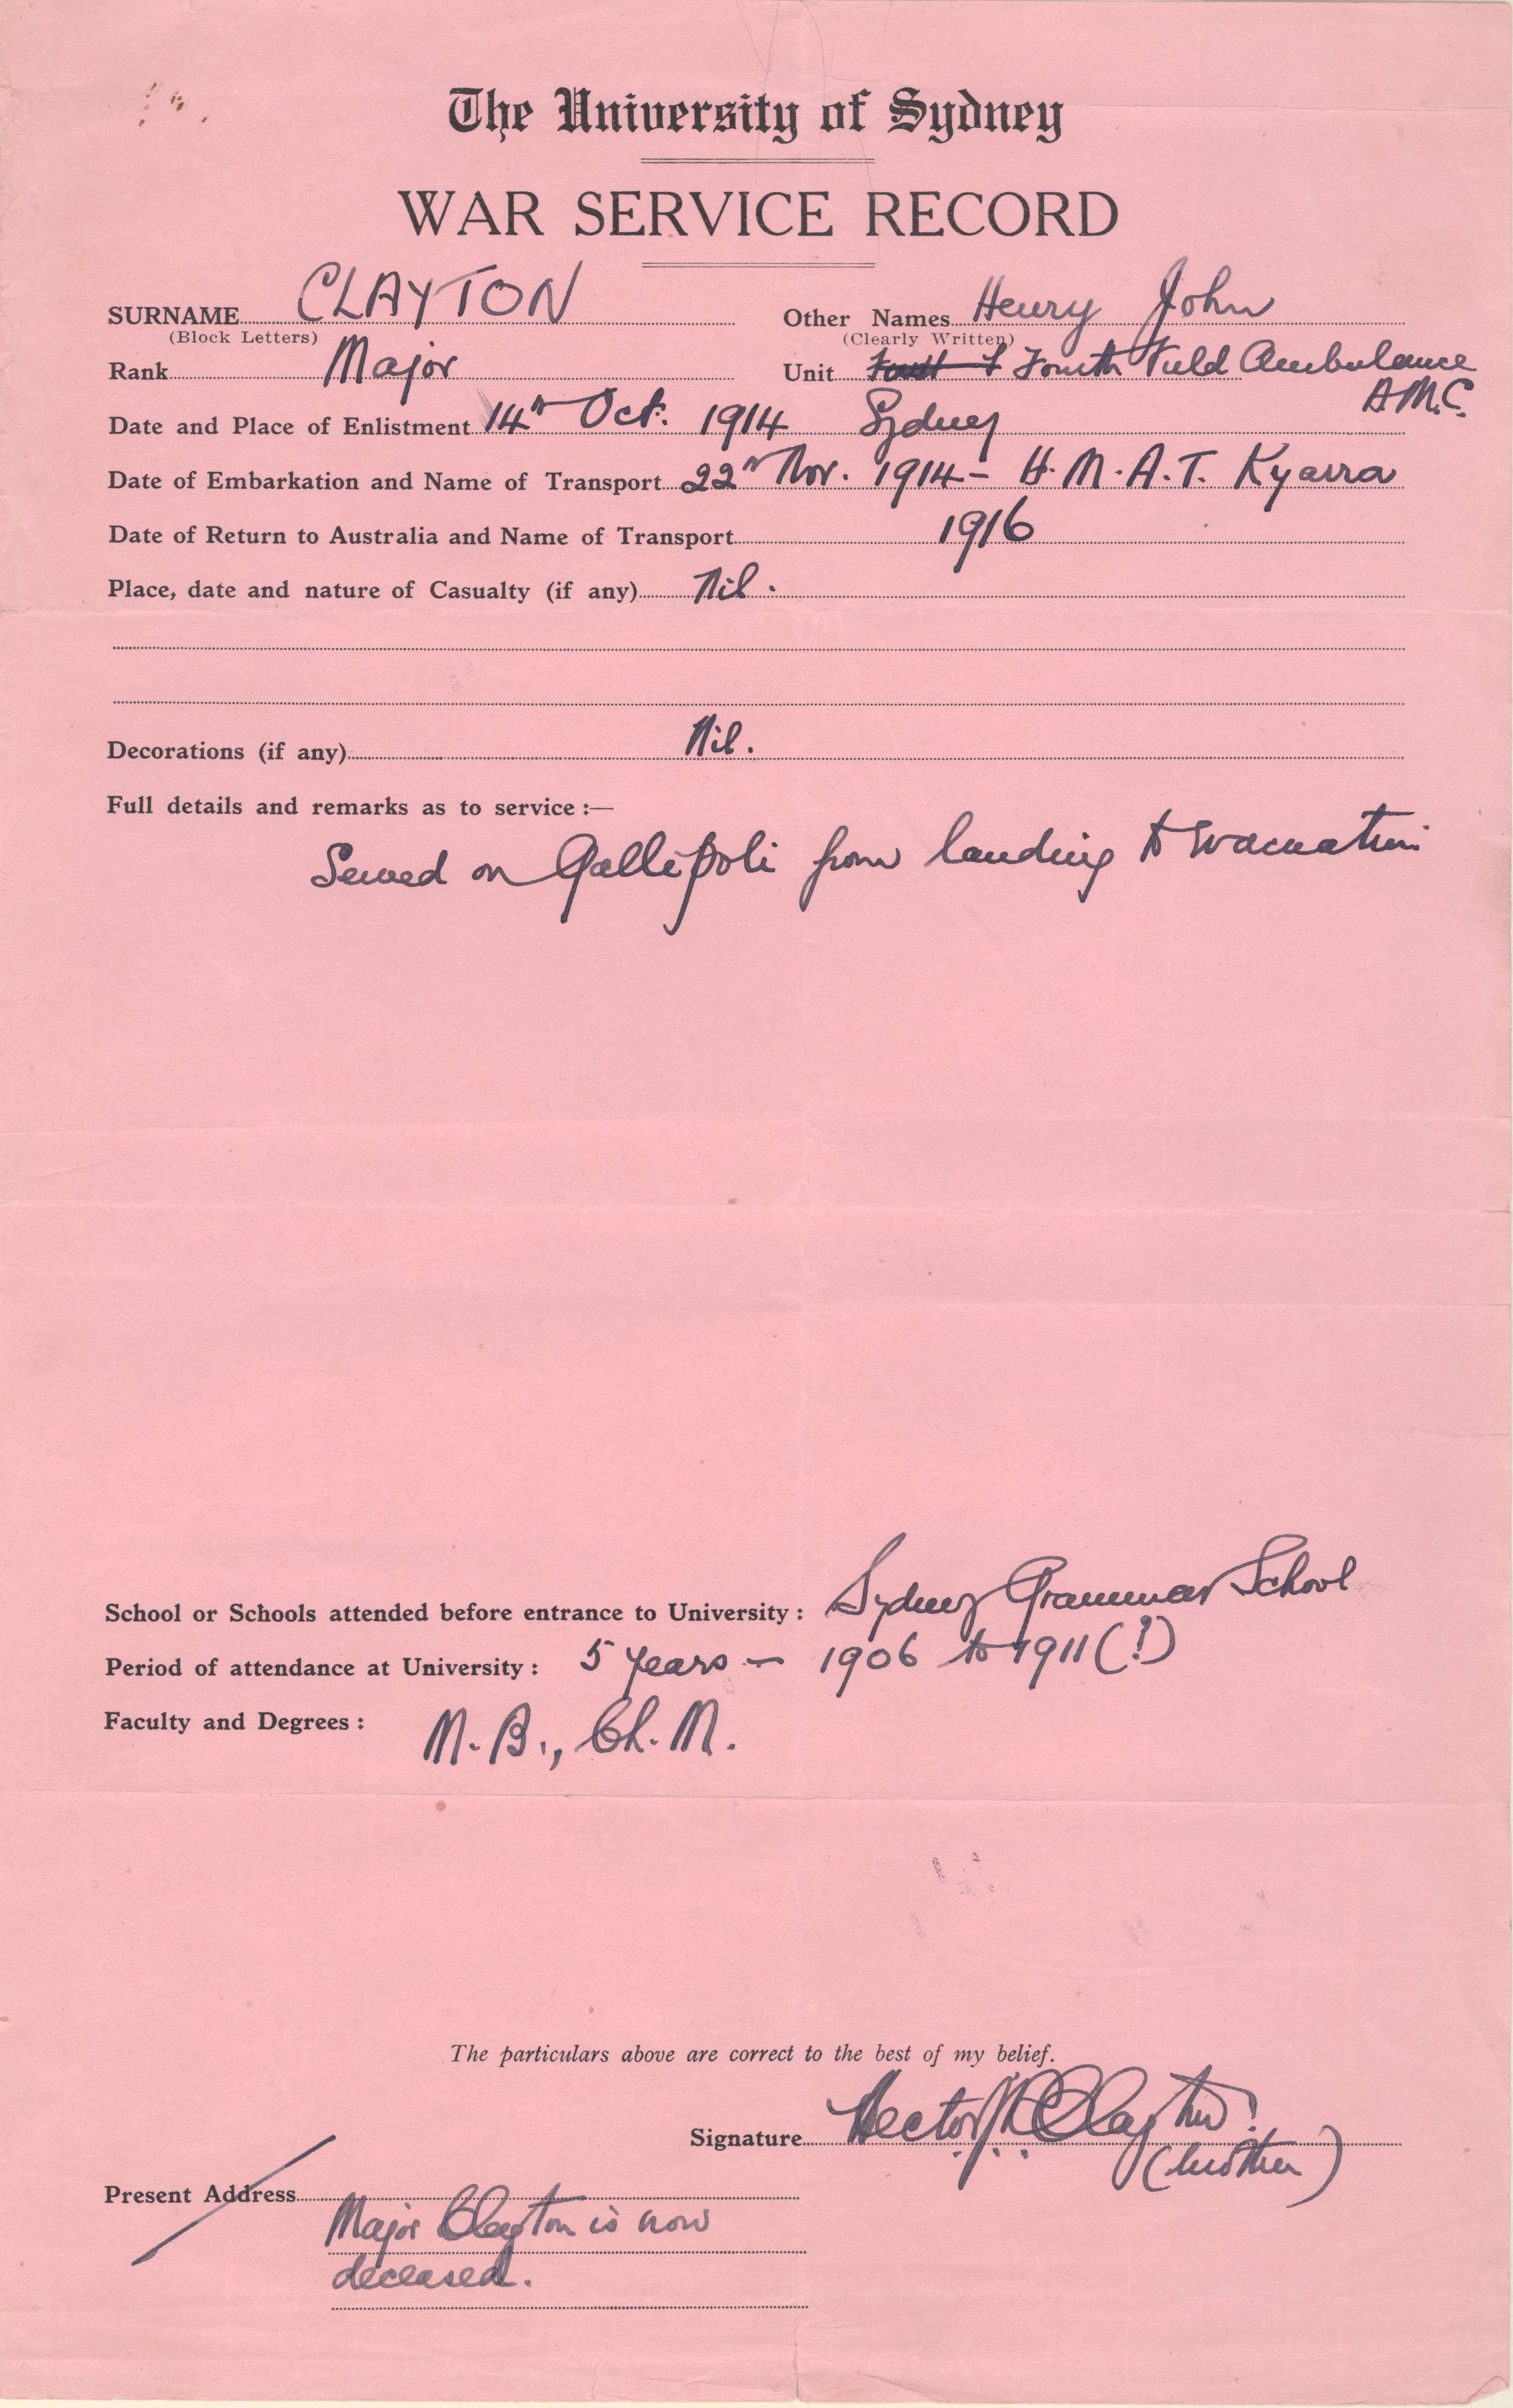 The University of Sydney
WAR SERVICE RECORD
SURNAME CLAYTON Other Names Henry John
(Block Letters) (Clearly Written)
Rank Major Unit Fourth Field Ambulance
A.M.C.
Date and Place of Enlistment 14th Oct. 1914 Sydney
Date of Embarkation and Name of Transport 22nd Nov. 1914 - H.M.A.T. Kyarra
Date of Return to Australia and Name of Transport 1916
Place, date and nature of Casualty (if any) Nil.
Decorations (if any) Nil.
Full details and remarks as to service :—
Served on Gallipoli from landing to evacuation
School or Schools attended before entrance to University : Sydney Grammar School
Period of attendance at University : 5 years - 1906 to 1911 (?)
Faculty and Degrees : M.B., Ch.M.
The particulars above are correct to the best of my belief.
Signature Hector Clayton
(brother)
Present Address
Major Clayton is now
deceased.